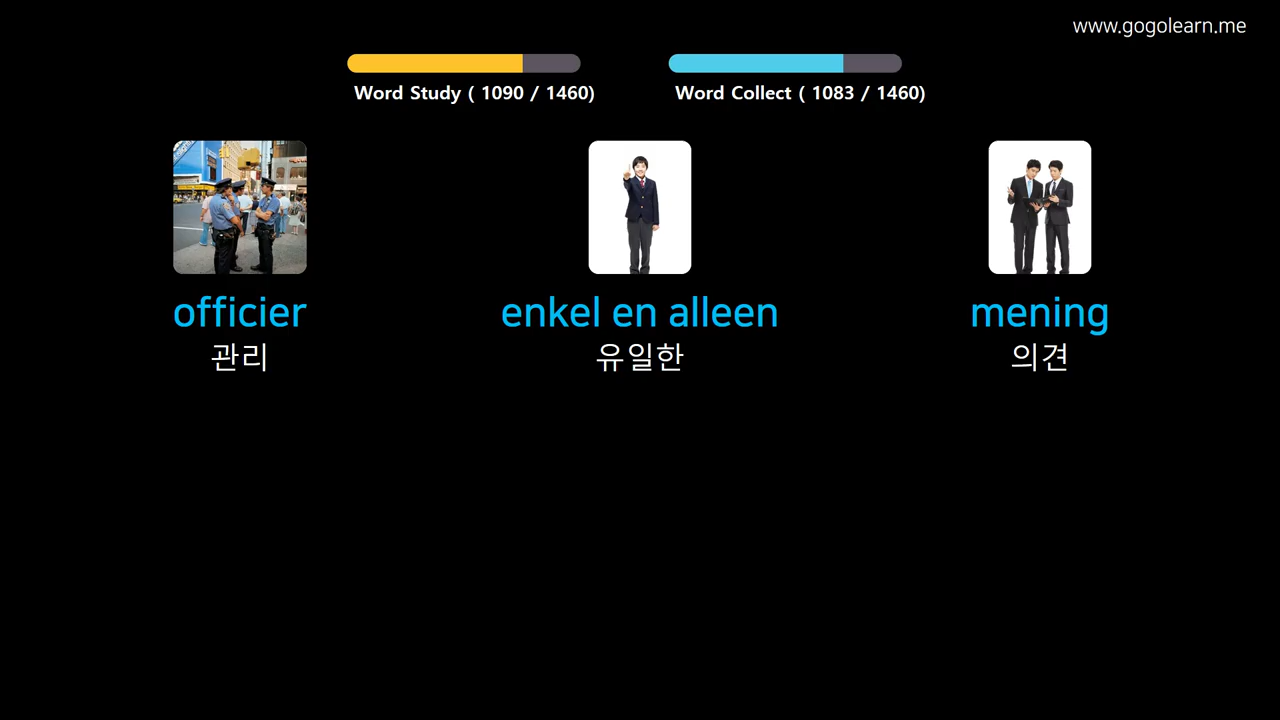 www.gogolearn.me
Word Study ( 1090 / 1460)
Word Collect ( 1083 / 1460)
officier
관리
enkel en alleen
유일한
mening
의견